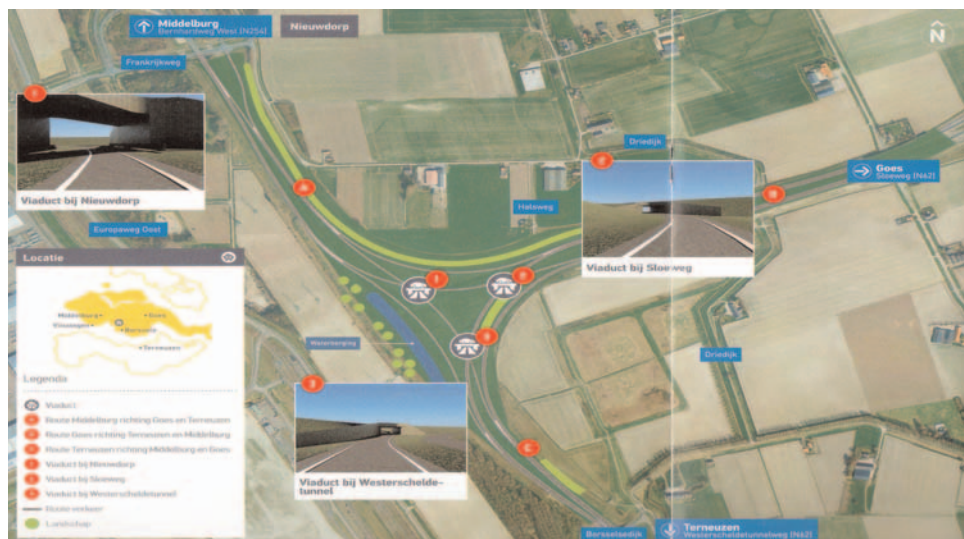 Middelburg
Bernhardweg West [N254]
Nieuwdorp
N
Frankrijkweg
Viaduct bij Nieuwdorp
Driedijk
Goes
Sloeweg [N62]
Viaduct bij Sloeweg
Halsweg
Europaweg Oost
Locatie
Middelburg
Goes
Vlissingen
Borssele
Terneuzen
Waterberging
Driedijk
Legenda
Viaduct
Route Middelburg richting Goes en Terneuzen
Route Goes richting Terneuzen en Middelburg
Route Terneuzen richting Middelburg en Goes
Viaduct bij Nieuwdorp
Viaduct bij Sloeweg
Viaduct bij Westerscheldetunnel
Route verkeer
Landschap
Viaduct bij Westerschelde-
tunnel
Borsselsedijk
Terneuzen
Westerscheldetunnelweg [N62]